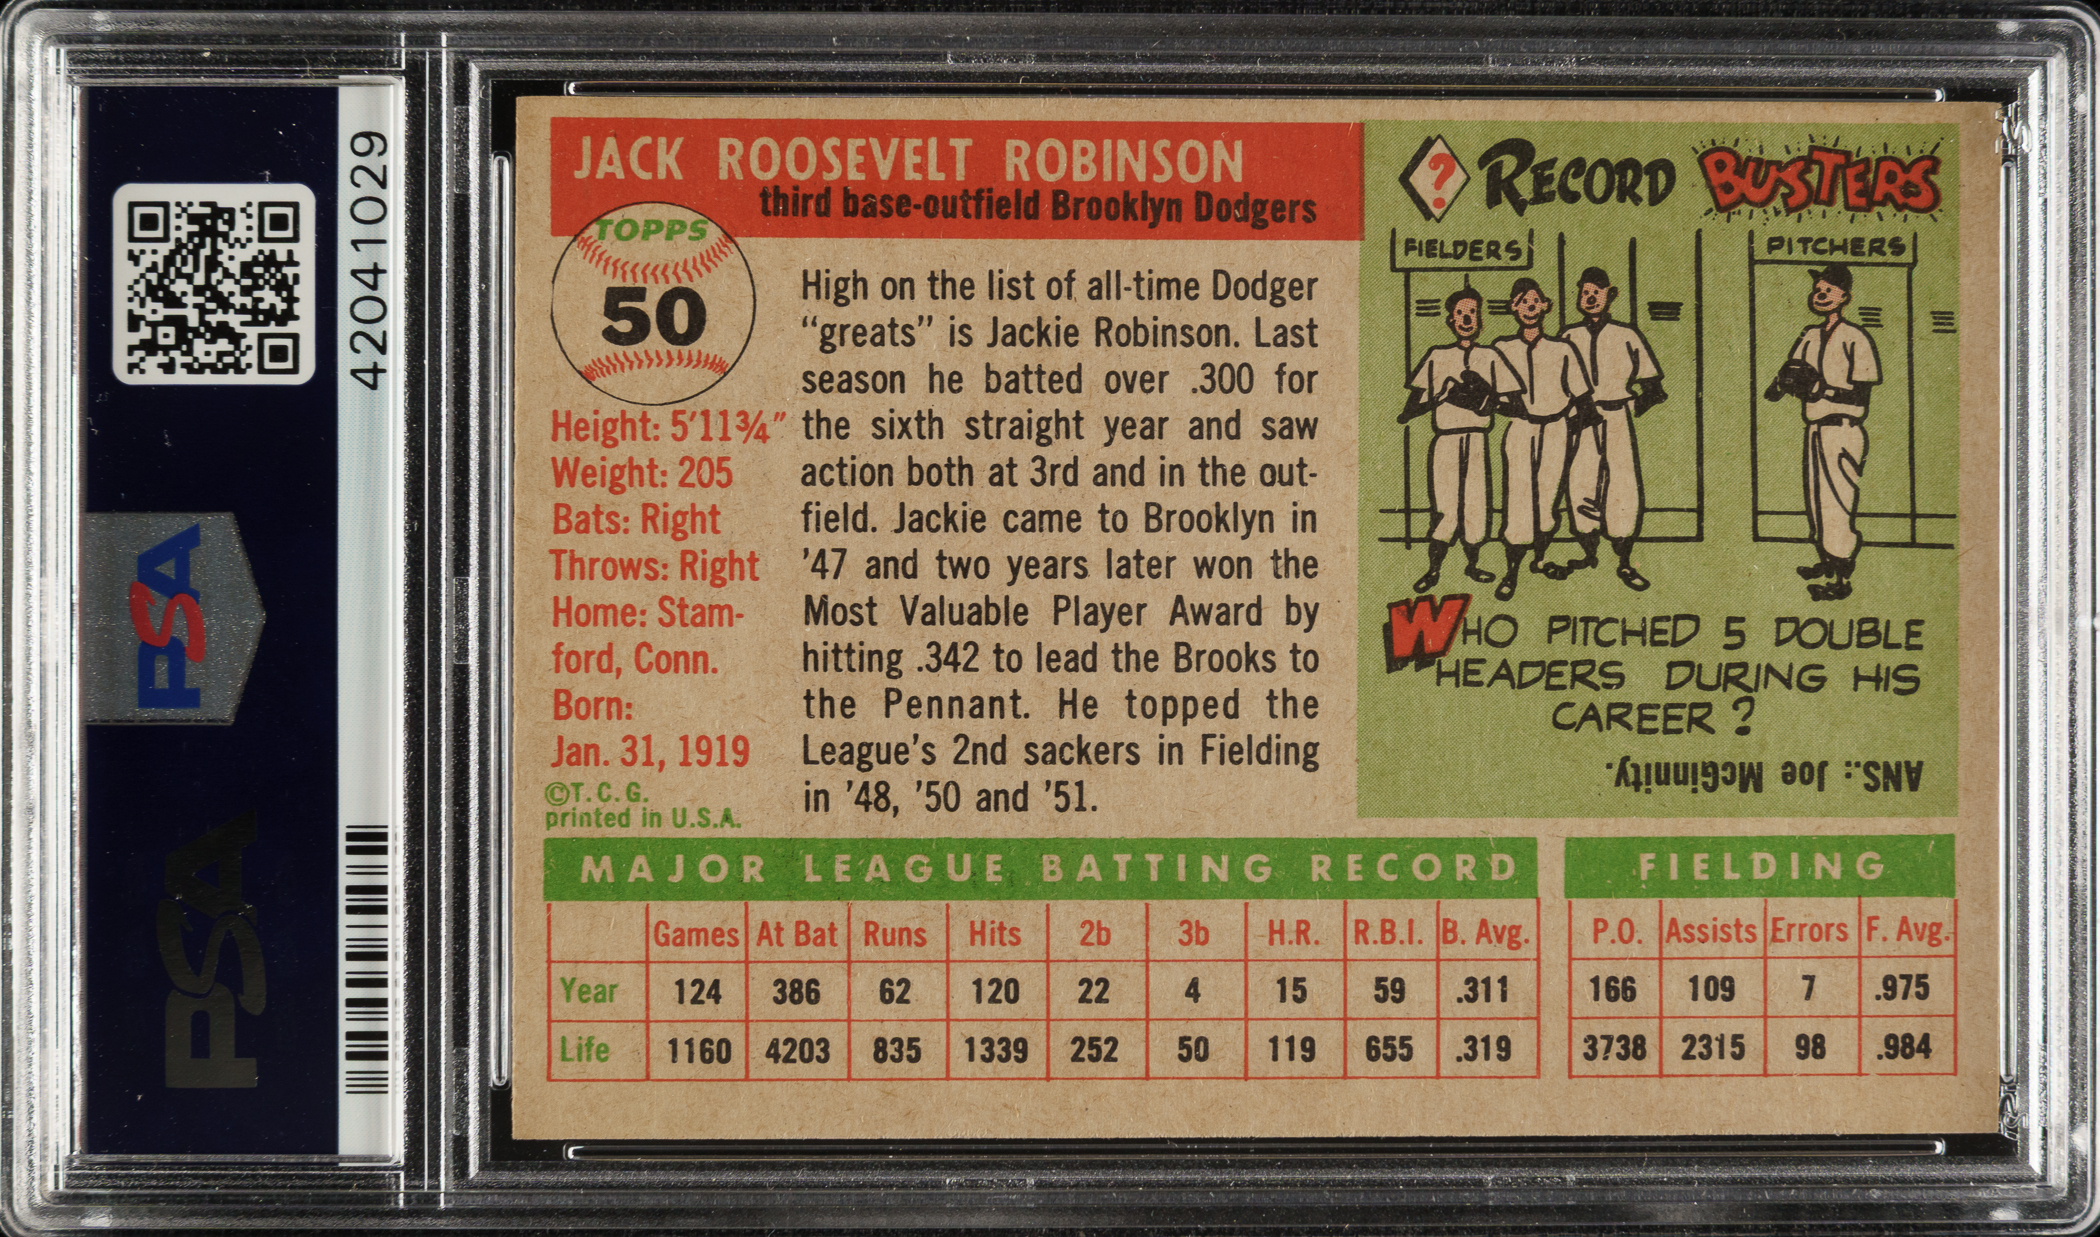 42041029
PSA
PSA
JACK ROOSEVELT ROBINSON
third base-outfield Brooklyn Dodgers
TOPPS
50
Height: 5'11¾"
Weight: 205
Bats: Right
Throws: Right
Home: Stam-
ford, Conn.
Born:
Jan. 31, 1919
©T. C. G.
printed in U.S.A.
High on the list of all-time Dodger
“greats” is Jackie Robinson. Last
season he batted over .300 for
the sixth straight year and saw
action both at 3rd and in the out-
field. Jackie came to Brooklyn in
'47 and two years later won the
Most Valuable Player Award by
hitting .342 to lead the Brooks to
the Pennant. He topped the
League's 2nd sackers in Fielding
in '48, '50 and '51.
? RECORD BUSTERS
FIELDERS
PITCHERS
WHO PITCHED 5 DOUBLE
HEADERS DURING HIS
CAREER?
ANS.: Joe McGinnity.
MAJOR LEAGUE BATTING RECORD
Games At Bat Runs Hits 2b 3b H.R. R.B.I. B. Avg.
Year 124 386 62 120 22 4 15 59 .311
Life 1160 4203 835 1339 252 50 119 655 .319
FIELDING
P.O. Assists Errors F. Avg.
166 109 7 .975
3738 2315 98 .984